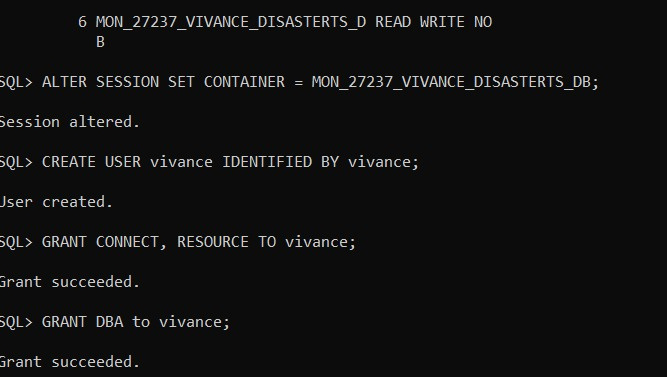 6 MON_27237_VIVANCE_DISASTERTS_D READ WRITE NO
B
SQL> ALTER SESSION SET CONTAINER = MON_27237_VIVANCE_DISASTERTS_DB;
Session altered.
SQL> CREATE USER vivance IDENTIFIED BY vivance;
User created.
SQL> GRANT CONNECT, RESOURCE TO vivance;
Grant succeeded.
SQL> GRANT DBA to vivance;
Grant succeeded.